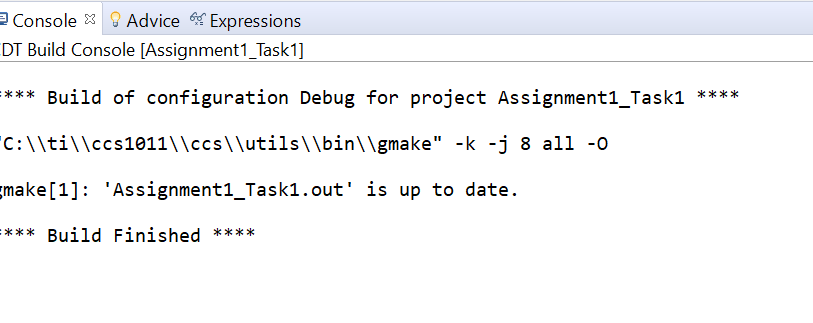 Console Advice Expressions
CDT Build Console [Assignment1_Task1]
**** Build of configuration Debug for project Assignment1_Task1 ****
"C:\\ti\\ccs1011\\ccs\\utils\\bin\\gmake" -k -j 8 all -O
gmake[1]: 'Assignment1_Task1.out' is up to date.
**** Build Finished ****